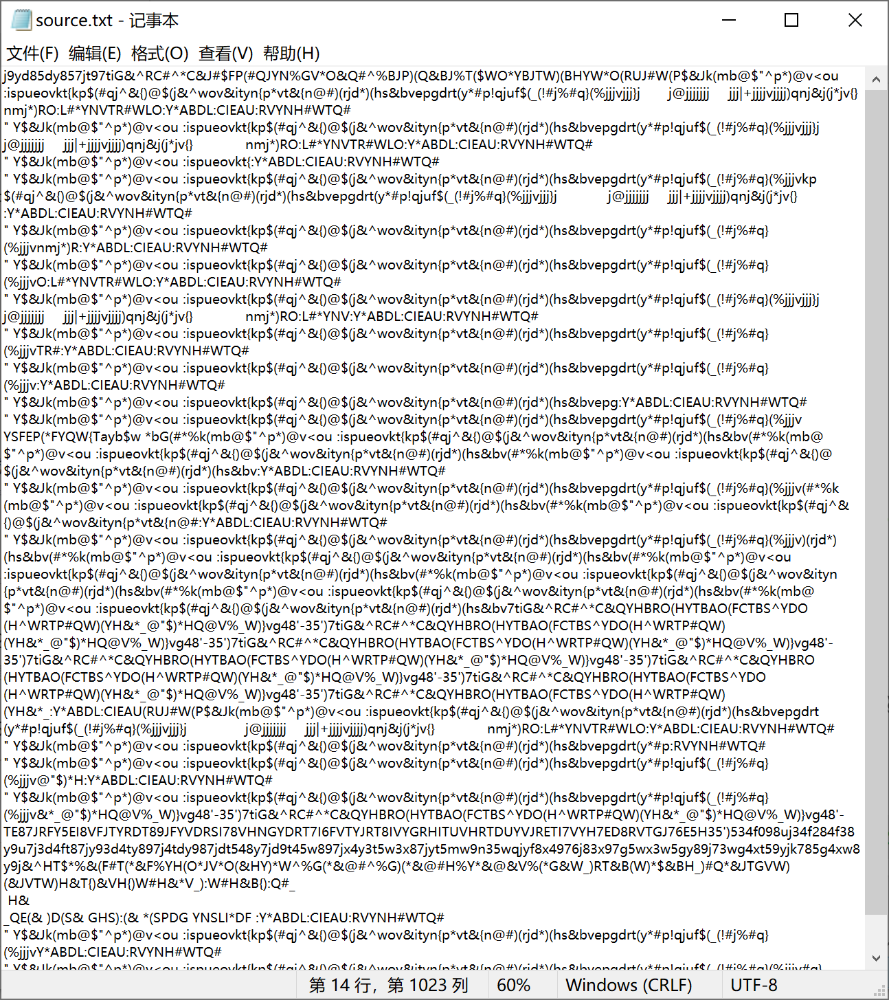 source.txt - 记事本
文件(F) 编辑(E) 格式(O) 查看(V) 帮助(H)
j9yd85dy857jt97tiG&^RC#^*C&J#$FP(#QJYN%GV*O&Q#^%BJP)(Q&BJ%T($WO*YBJTW)(BHYW*O(RUJ#W(P$&Jk(mb@$"^p*)@v<ou
:ispueovkt{kp$(#qj^&{)@$(j&^wov&ityn{p*vt&{n@#)(rjd*)(hs&bvepgdrt(y*#p!qjuf$(_(!#j%#q}(%jjjvjjj}j j@jjjjjjj jjj|+jjjjvjjjj)qnj&j(j*jv{}
nmj*)RO:L#*YNVTR#WLO:Y*ABDL:CIEAU:RVYNH#WTQ#
" Y$&Jk(mb@$"^p*)@v<ou :ispueovkt{kp$(#qj^&{)@$(j&^wov&ityn{p*vt&{n@#)(rjd*)(hs&bvepgdrt(y*#p!qjuf$(_(!#j%#q}(%jjjvjjj}j
j@jjjjjjj jjj|+jjjjvjjjj)qnj&j(j*jv{} nmj*)RO:L#*YNVTR#WLO:Y*ABDL:CIEAU:RVYNH#WTQ#
" Y$&Jk(mb@$"^p*)@v<ou :ispueovkt{:Y*ABDL:CIEAU:RVYNH#WTQ#
" Y$&Jk(mb@$"^p*)@v<ou :ispueovkt{kp$(#qj^&{)@$(j&^wov&ityn{p*vt&{n@#)(rjd*)(hs&bvepgdrt(y*#p!qjuf$(_(!#j%#q}(%jjjvkp
$(#qj^&{)@$(j&^wov&ityn{p*vt&{n@#)(rjd*)(hs&bvepgdrt(y*#p!qjuf$(_(!#j%#q}(%jjjvjjj}j j@jjjjjjj jjj|+jjjjvjjjj)qnj&j(j*jv{}
:Y*ABDL:CIEAU:RVYNH#WTQ#
" Y$&Jk(mb@$"^p*)@v<ou :ispueovkt{kp$(#qj^&{)@$(j&^wov&ityn{p*vt&{n@#)(rjd*)(hs&bvepgdrt(y*#p!qjuf$(_(!#j%#q}
(%jjjvnmj*)R:Y*ABDL:CIEAU:RVYNH#WTQ#
" Y$&Jk(mb@$"^p*)@v<ou :ispueovkt{kp$(#qj^&{)@$(j&^wov&ityn{p*vt&{n@#)(rjd*)(hs&bvepgdrt(y*#p!qjuf$(_(!#j%#q}
(%jjjvO:L#*YNVTR#WLO:Y*ABDL:CIEAU:RVYNH#WTQ#
" Y$&Jk(mb@$"^p*)@v<ou :ispueovkt{kp$(#qj^&{)@$(j&^wov&ityn{p*vt&{n@#)(rjd*)(hs&bvepgdrt(y*#p!qjuf$(_(!#j%#q}(%jjjvjjj}j
j@jjjjjjj jjj|+jjjjvjjjj)qnj&j(j*jv{} nmj*)RO:L#*YNV:Y*ABDL:CIEAU:RVYNH#WTQ#
" Y$&Jk(mb@$"^p*)@v<ou :ispueovkt{kp$(#qj^&{)@$(j&^wov&ityn{p*vt&{n@#)(rjd*)(hs&bvepgdrt(y*#p!qjuf$(_(!#j%#q}
(%jjjvTR#:Y*ABDL:CIEAU:RVYNH#WTQ#
" Y$&Jk(mb@$"^p*)@v<ou :ispueovkt{kp$(#qj^&{)@$(j&^wov&ityn{p*vt&{n@#)(rjd*)(hs&bvepgdrt(y*#p!qjuf$(_(!#j%#q}
(%jjjv:Y*ABDL:CIEAU:RVYNH#WTQ#
" Y$&Jk(mb@$"^p*)@v<ou :ispueovkt{kp$(#qj^&{)@$(j&^wov&ityn{p*vt&{n@#)(rjd*)(hs&bvepg:Y*ABDL:CIEAU:RVYNH#WTQ#
" Y$&Jk(mb@$"^p*)@v<ou :ispueovkt{kp$(#qj^&{)@$(j&^wov&ityn{p*vt&{n@#)(rjd*)(hs&bvepgdrt(y*#p!qjuf$(_(!#j%#q}(%jjjv
YSFEP(*FYQW{Tayb$w *bG(#*%k(mb@$"^p*)@v<ou :ispueovkt{kp$(#qj^&{)@$(j&^wov&ityn{p*vt&{n@#)(rjd*)(hs&bv(#*%k(mb@
$"^p*)@v<ou :ispueovkt{kp$(#qj^&{)@$(j&^wov&ityn{p*vt&{n@#)(rjd*)(hs&bv(#*%k(mb@$"^p*)@v<ou :ispueovkt{kp$(#qj^&{)@
$(j&^wov&ityn{p*vt&{n@#)(rjd*)(hs&bv:Y*ABDL:CIEAU:RVYNH#WTQ#
" Y$&Jk(mb@$"^p*)@v<ou :ispueovkt{kp$(#qj^&{)@$(j&^wov&ityn{p*vt&{n@#)(rjd*)(hs&bvepgdrt(y*#p!qjuf$(_(!#j%#q}(%jjjv(#*%k
(mb@$"^p*)@v<ou :ispueovkt{kp$(#qj^&{)@$(j&^wov&ityn{p*vt&{n@#)(rjd*)(hs&bv(#*%k(mb@$"^p*)@v<ou :ispueovkt{kp$(#qj^&
{)@$(j&^wov&ityn{p*vt&{n@#:Y*ABDL:CIEAU:RVYNH#WTQ#
" Y$&Jk(mb@$"^p*)@v<ou :ispueovkt{kp$(#qj^&{)@$(j&^wov&ityn{p*vt&{n@#)(rjd*)(hs&bvepgdrt(y*#p!qjuf$(_(!#j%#q}(%jjjv)(rjd*)
(hs&bv(#*%k(mb@$"^p*)@v<ou :ispueovkt{kp$(#qj^&{)@$(j&^wov&ityn{p*vt&{n@#)(rjd*)(hs&bv(#*%k(mb@$"^p*)@v<ou
:ispueovkt{kp$(#qj^&{)@$(j&^wov&ityn{p*vt&{n@#)(rjd*)(hs&bv(#*%k(mb@$"^p*)@v<ou :ispueovkt{kp$(#qj^&{)@$(j&^wov&ityn
{p*vt&{n@#)(rjd*)(hs&bv(#*%k(mb@$"^p*)@v<ou :ispueovkt{kp$(#qj^&{)@$(j&^wov&ityn{p*vt&{n@#)(rjd*)(hs&bv(#*%k(mb@
$"^p*)@v<ou :ispueovkt{kp$(#qj^&{)@$(j&^wov&ityn{p*vt&{n@#)(rjd*)(hs&bv7tiG&^RC#^*C&QYHBRO(HYTBAO(FCTBS^YDO
(H^WRTP#QW)(YH&*_@"$)*HQ@V%_W)}vg48'-35')7tiG&^RC#^*C&QYHBRO(HYTBAO(FCTBS^YDO(H^WRTP#QW)
(YH&*_@"$)*HQ@V%_W)}vg48'-35')7tiG&^RC#^*C&QYHBRO(HYTBAO(FCTBS^YDO(H^WRTP#QW)(YH&*_@"$)*HQ@V%_W)}vg48'-
35')7tiG&^RC#^*C&QYHBRO(HYTBAO(FCTBS^YDO(H^WRTP#QW)(YH&*_@"$)*HQ@V%_W)}vg48'-35')7tiG&^RC#^*C&QYHBRO
(HYTBAO(FCTBS^YDO(H^WRTP#QW)(YH&*_@"$)*HQ@V%_W)}vg48'-35')7tiG&^RC#^*C&QYHBRO(HYTBAO(FCTBS^YDO
(H^WRTP#QW)(YH&*_@"$)*HQ@V%_W)}vg48'-35')7tiG&^RC#^*C&QYHBRO(HYTBAO(FCTBS^YDO(H^WRTP#QW)
(YH&*_:Y*ABDL:CIEAU(RUJ#W(P$&Jk(mb@$"^p*)@v<ou :ispueovkt{kp$(#qj^&{)@$(j&^wov&ityn{p*vt&{n@#)(rjd*)(hs&bvepgdrt
(y*#p!qjuf$(_(!#j%#q}(%jjjvjjj}j j@jjjjjjj jjj|+jjjjvjjjj)qnj&j(j*jv{} nmj*)RO:L#*YNVTR#WLO:Y*ABDL:CIEAU:RVYNH#WTQ#
" Y$&Jk(mb@$"^p*)@v<ou :ispueovkt{kp$(#qj^&{)@$(j&^wov&ityn{p*vt&{n@#)(rjd*)(hs&bvepgdrt(y*#p:RVYNH#WTQ#
" Y$&Jk(mb@$"^p*)@v<ou :ispueovkt{kp$(#qj^&{)@$(j&^wov&ityn{p*vt&{n@#)(rjd*)(hs&bvepgdrt(y*#p!qjuf$(_(!#j%#q}
(%jjjv@"$)*H:Y*ABDL:CIEAU:RVYNH#WTQ#
" Y$&Jk(mb@$"^p*)@v<ou :ispueovkt{kp$(#qj^&{)@$(j&^wov&ityn{p*vt&{n@#)(rjd*)(hs&bvepgdrt(y*#p!qjuf$(_(!#j%#q}
(%jjjv&*_@"$)*HQ@V%_W)}vg48'-35')7tiG&^RC#^*C&QYHBRO(HYTBAO(FCTBS^YDO(H^WRTP#QW)(YH&*_@"$)*HQ@V%_W)}vg48'-
TE87JRFY5EI8VFJTYRDT89JFYVDRSI78VHNGYDRT7I6FVTYJRT8IVYGRHITUVHRTDUYVJRETI7VYH7ED8RVTGJ76E5H35')534f098uj34f284f38
y9u7j3d4ft87jy93d4ty897j4tdy987jdt548y7jd9t45w897jx4y3t5w3x87jyt5mw9n35wqjyf8x4976j83x97g5wx3w5gy89j73wg4xt59yjk785g4xw8
y9j&^HT$*%&(F#T(*&F%YH(O*JV*O(&HY)*W^%G(*&@#^%G)(*&@#H%Y*&@&V%(*G&W_)RT&B(W)*$&BH_)#Q*&JTGVW)
(&JVTW)H&T{)&VH{)W#H&*V_):W#H&B{):Q#_
H&
_QE(& )D(S& GHS):(& *(SPDG YNSLI*DF :Y*ABDL:CIEAU:RVYNH#WTQ#
" Y$&Jk(mb@$"^p*)@v<ou :ispueovkt{kp$(#qj^&{)@$(j&^wov&ityn{p*vt&{n@#)(rjd*)(hs&bvepgdrt(y*#p!qjuf$(_(!#j%#q}
(%jjjvY*ABDL:CIEAU:RVYNH#WTQ#
第 14 行，第 1023 列 60% Windows (CRLF) UTF-8